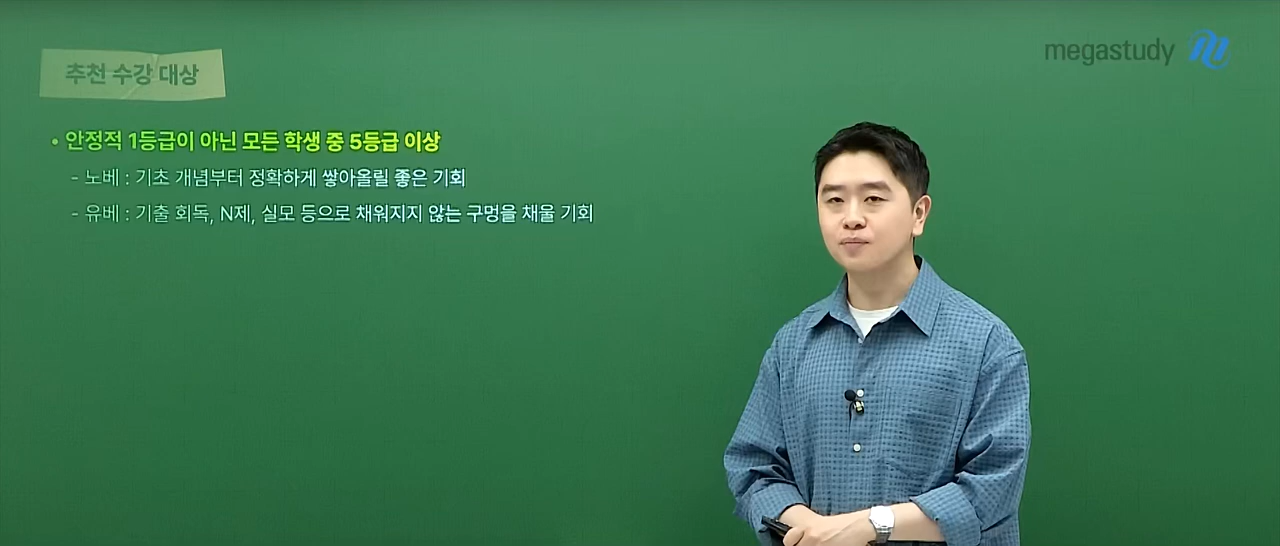 megastudy
추천 수강 대상
• 안정적 1등급이 아닌 모든 학생 중 5등급 이상
- 노베 : 기초 개념부터 정확하게 쌓아올릴 좋은 기회
- 유베 : 기출 회독, N제, 실모 등으로 채워지지 않는 구멍을 채울 기회